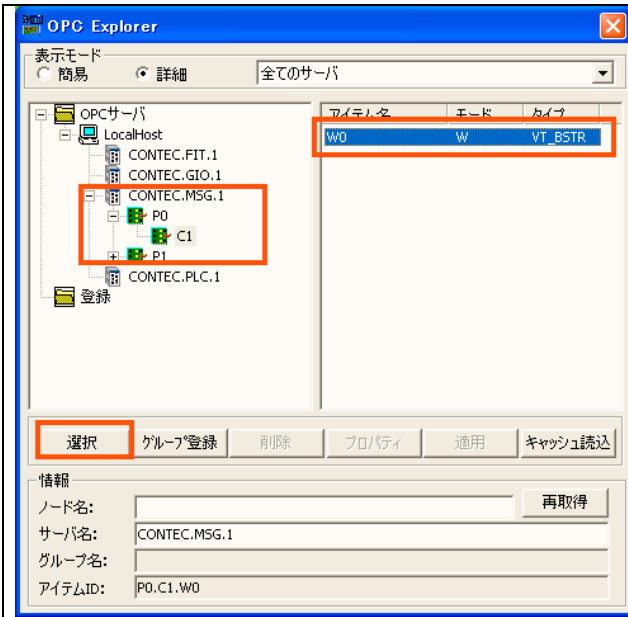 OPC Explorer
表示モード
簡易 詳細 全てのサーバ
OPCサーバ
LocalHost
CONTEC.FIT.1
CONTEC.GIO.1
CONTEC.MSG.1
P0
C1
P1
CONTEC.PLC.1
登録
アイテム名 モード タイプ
W0 W VT_BSTR
選択 グループ登録 削除 プロパティ 適用 キャッシュ読込
情報
ノード名: 再取得
サーバ名: CONTEC.MSG.1
グループ名:
アイテムID: P0.C1.W0